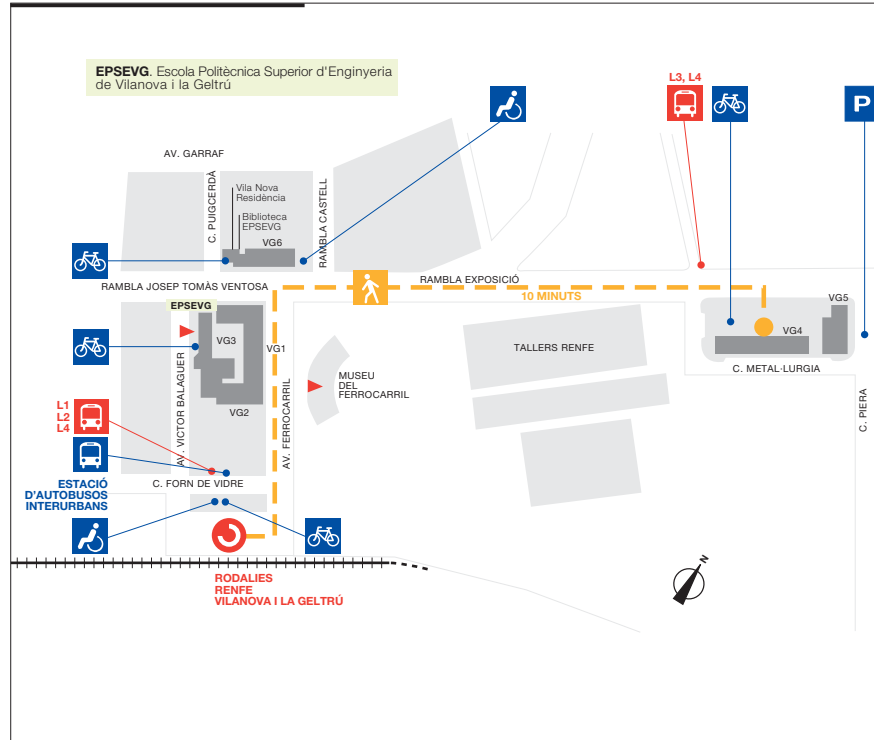 EPSEVG. Escola Politècnica Superior d'Enginyeria
de Vilanova i la Geltrú
L3, L4
P
AV. GARRAF
C. PUIGCERDÀ
Vila Nova
Residència
Biblioteca
EPSEVG
VG6
RAMBLA CASTELL
RAMBLA JOSEP TOMÀS VENTOSA
RAMBLA EXPOSICIÓ
10 MINUTS
EPSEVG
VG3
VG1
VG2
AV. VICTOR BALAGUER
AV. FERROCARRIL
MUSEU
DEL
FERROCARRIL
TALLERS RENFE
VG5
VG4
C. METAL·LURGIA
C. PIERA
L1
L2
L4
ESTACIÓ
D'AUTOBUSOS
INTERURBANS
C. FORN DE VIDRE
RODALIES
RENFE
VILANOVA I LA GELTRÚ
N